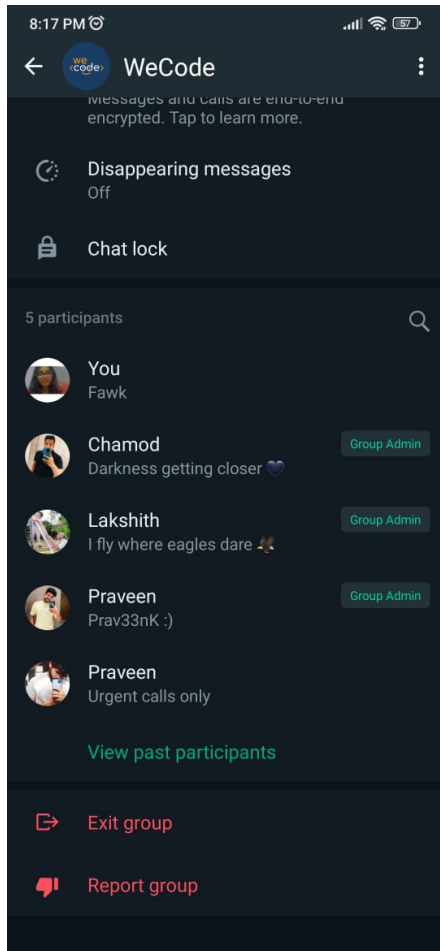 8:17 PM
57
we
<code>
WeCode
Messages and calls are end-to-end
encrypted. Tap to learn more.
Disappearing messages
Off
Chat lock
5 participants
You
Fawk
Chamod
Group Admin
Darkness getting closer 🖤
Lakshith
Group Admin
I fly where eagles dare 🦅
Praveen
Group Admin
Prav33nK :)
Praveen
Urgent calls only
View past participants
Exit group
Report group